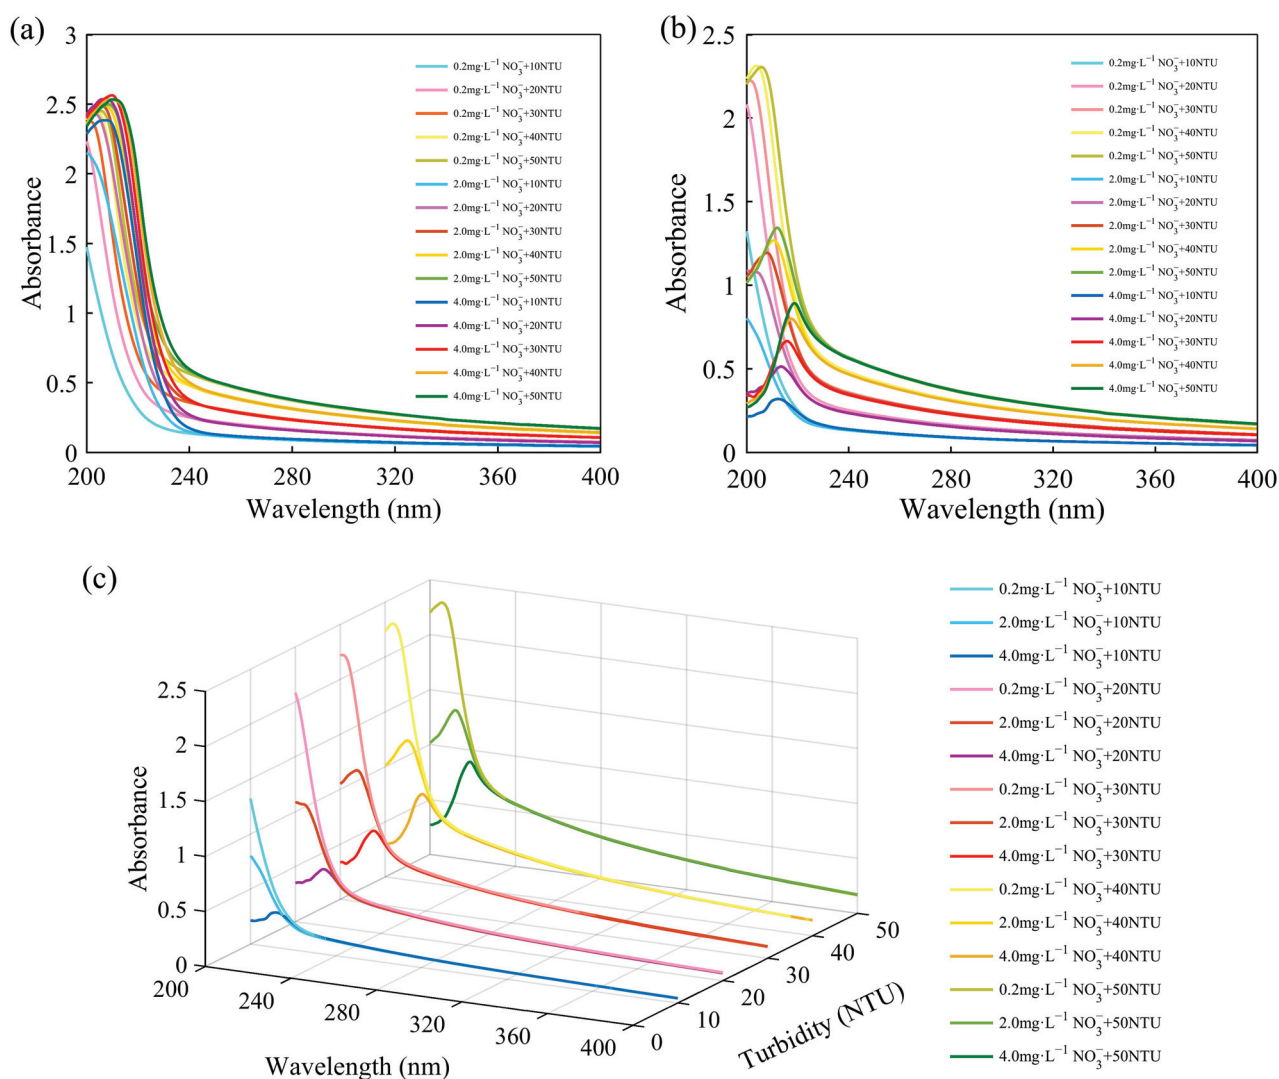 (a)
3
2.5
2
1.5
1
0.5
0
200
240
280
320
360
400
Absorbance
Wavelength (nm)
0.2mg·L⁻¹ NO₃⁻+10NTU
0.2mg·L⁻¹ NO₃⁻+20NTU
0.2mg·L⁻¹ NO₃⁻+30NTU
0.2mg·L⁻¹ NO₃⁻+40NTU
0.2mg·L⁻¹ NO₃⁻+50NTU
2.0mg·L⁻¹ NO₃⁻+10NTU
2.0mg·L⁻¹ NO₃⁻+20NTU
2.0mg·L⁻¹ NO₃⁻+30NTU
2.0mg·L⁻¹ NO₃⁻+40NTU
2.0mg·L⁻¹ NO₃⁻+50NTU
4.0mg·L⁻¹ NO₃⁻+10NTU
4.0mg·L⁻¹ NO₃⁻+20NTU
4.0mg·L⁻¹ NO₃⁻+30NTU
4.0mg·L⁻¹ NO₃⁻+40NTU
4.0mg·L⁻¹ NO₃⁻+50NTU
(b)
2.5
2
1.5
1
0.5
0
200
240
280
320
360
400
Absorbance
Wavelength (nm)
0.2mg·L⁻¹ NO₃⁻+10NTU
0.2mg·L⁻¹ NO₃⁻+20NTU
0.2mg·L⁻¹ NO₃⁻+30NTU
0.2mg·L⁻¹ NO₃⁻+40NTU
0.2mg·L⁻¹ NO₃⁻+50NTU
2.0mg·L⁻¹ NO₃⁻+10NTU
2.0mg·L⁻¹ NO₃⁻+20NTU
2.0mg·L⁻¹ NO₃⁻+30NTU
2.0mg·L⁻¹ NO₃⁻+40NTU
2.0mg·L⁻¹ NO₃⁻+50NTU
4.0mg·L⁻¹ NO₃⁻+10NTU
4.0mg·L⁻¹ NO₃⁻+20NTU
4.0mg·L⁻¹ NO₃⁻+30NTU
4.0mg·L⁻¹ NO₃⁻+40NTU
4.0mg·L⁻¹ NO₃⁻+50NTU
(c)
2.5
2
1.5
1
0.5
0
Absorbance
200
240
280
320
360
400
Wavelength (nm)
0
10
20
30
40
50
Turbidity (NTU)
0.2mg·L⁻¹ NO₃⁻+10NTU
2.0mg·L⁻¹ NO₃⁻+10NTU
4.0mg·L⁻¹ NO₃⁻+10NTU
0.2mg·L⁻¹ NO₃⁻+20NTU
2.0mg·L⁻¹ NO₃⁻+20NTU
4.0mg·L⁻¹ NO₃⁻+20NTU
0.2mg·L⁻¹ NO₃⁻+30NTU
2.0mg·L⁻¹ NO₃⁻+30NTU
4.0mg·L⁻¹ NO₃⁻+30NTU
0.2mg·L⁻¹ NO₃⁻+40NTU
2.0mg·L⁻¹ NO₃⁻+40NTU
4.0mg·L⁻¹ NO₃⁻+40NTU
0.2mg·L⁻¹ NO₃⁻+50NTU
2.0mg·L⁻¹ NO₃⁻+50NTU
4.0mg·L⁻¹ NO₃⁻+50NTU